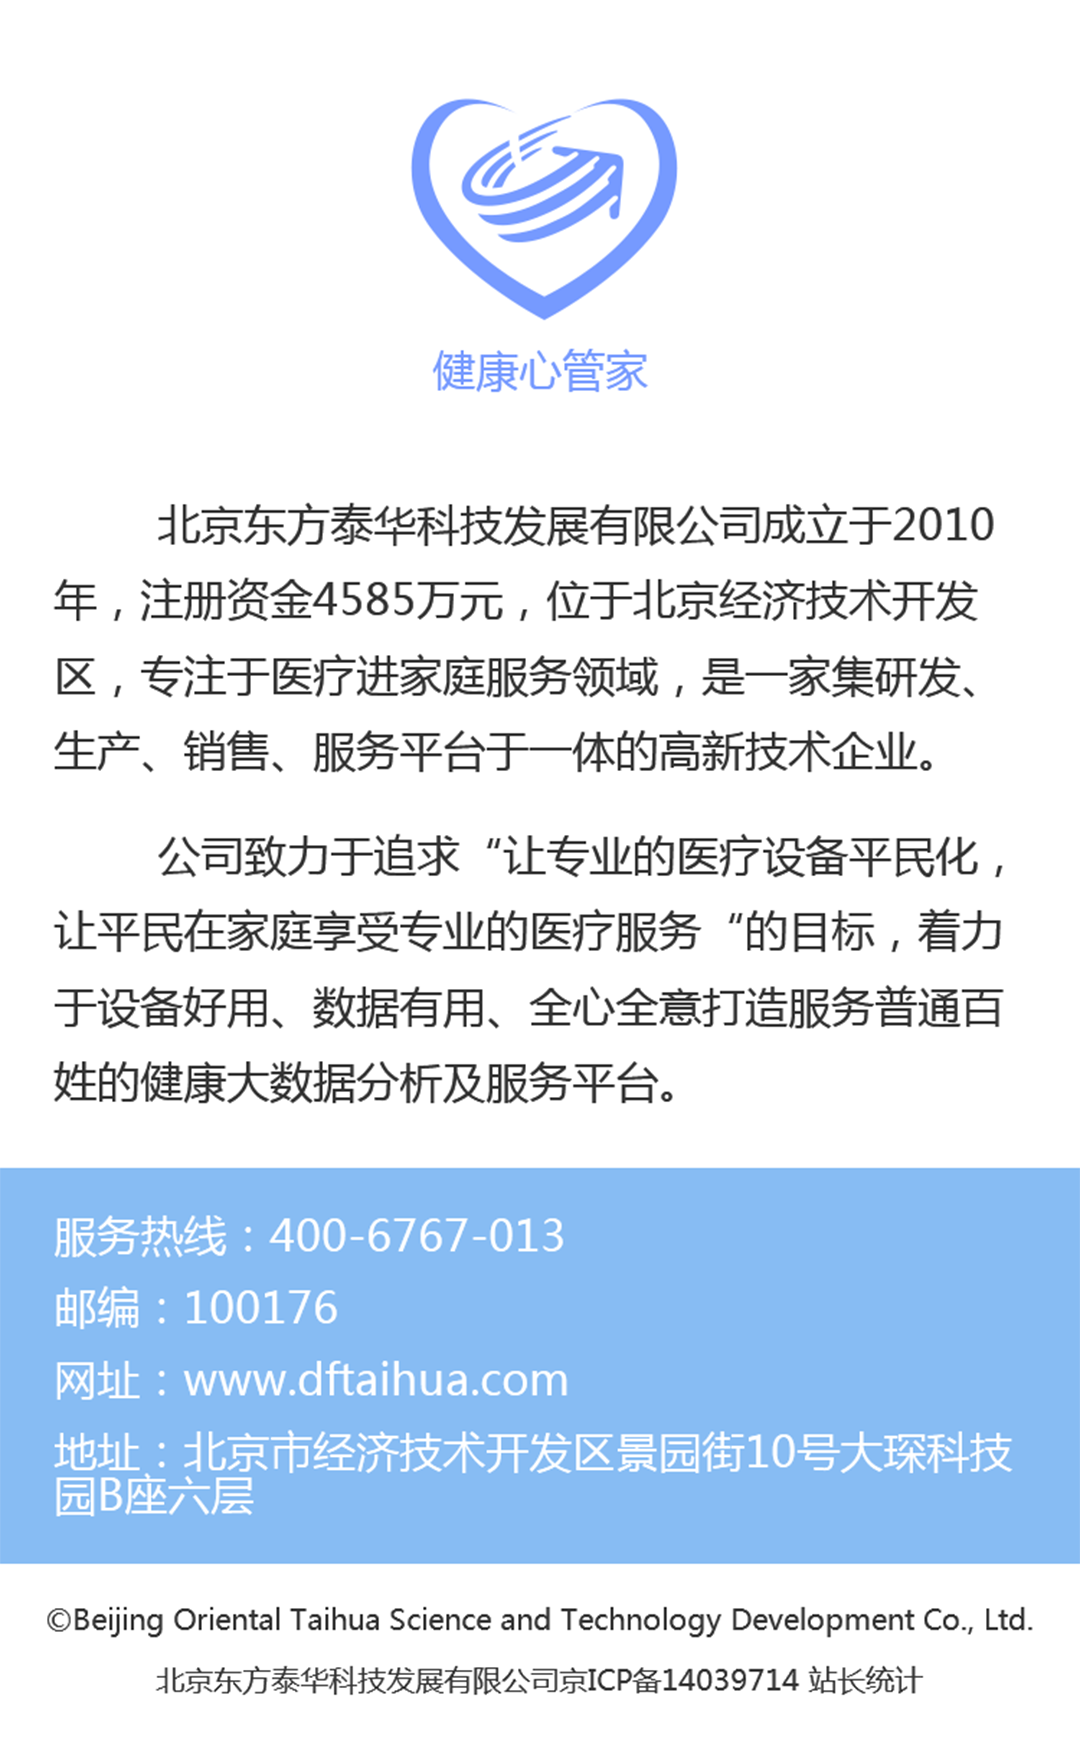 健康心管家
北京东方泰华科技发展有限公司成立于2010
年，注册资金4585万元，位于北京经济技术开发
区，专注于医疗进家庭服务领域，是一家集研发、
生产、销售、服务平台于一体的高新技术企业。
公司致力于追求“让专业的医疗设备平民化，
让平民在家庭享受专业的医疗服务“的目标，着力
于设备好用、数据有用、全心全意打造服务普通百
姓的健康大数据分析及服务平台。
服务热线：400-6767-013
邮编：100176
网址：www.dftaihua.com
地址：北京市经济技术开发区景园街10号大琛科技
园B座六层
©Beijing Oriental Taihua Science and Technology Development Co., Ltd.
北京东方泰华科技发展有限公司京ICP备14039714 站长统计